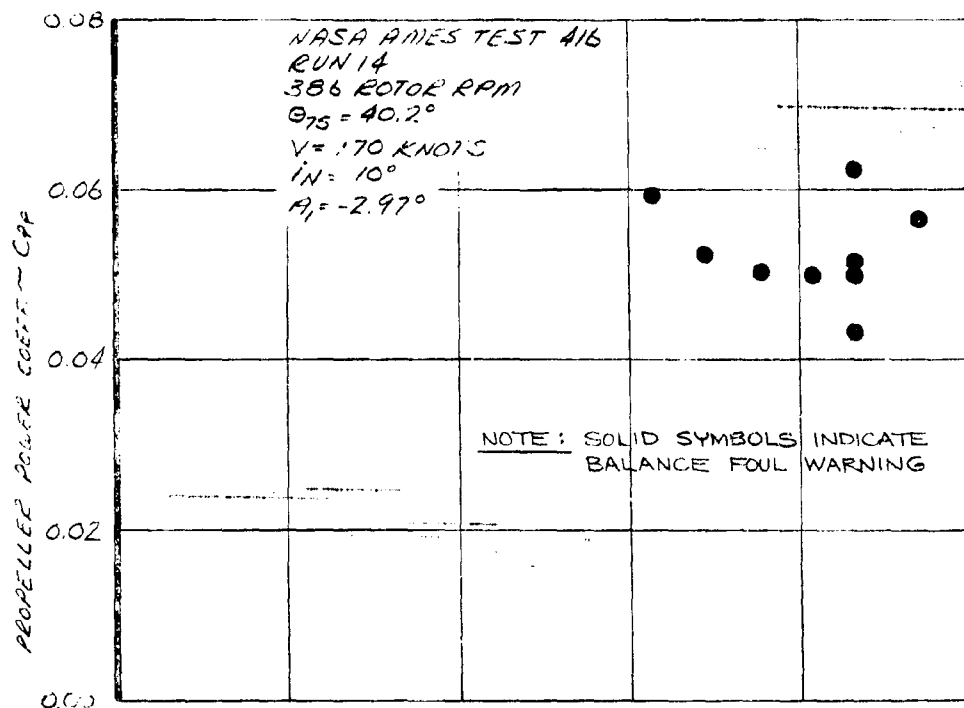 0.08
NASA AMES TEST 416
RUN 14
386 ROTOR RPM
Θ75 = 40.2°
V = 170 KNOTS
iN = 10°
A1 = -2.97°
0.06
PROPELLER POWER COEFF. ~ CPP
0.04
NOTE: SOLID SYMBOLS INDICATE
BALANCE FOUL WARNING
0.02
0.00